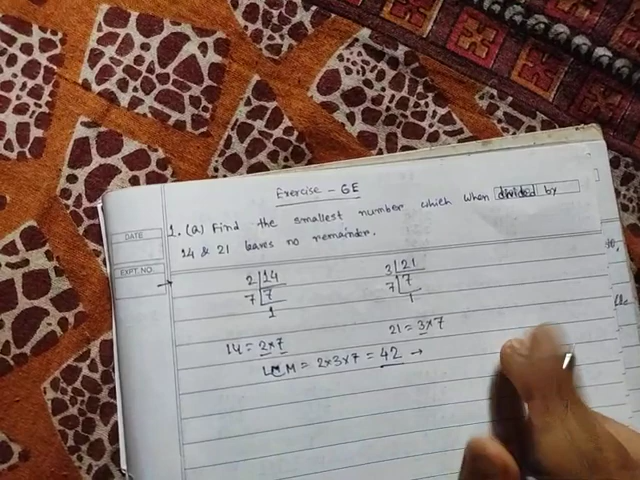 Exercise - 6E
DATE
1. (a) Find the smallest number which when divided by
14 & 21 leaves no remainder.
EXPT. NO.
2 | 14
7 | 7
1
3 | 21
7 | 7
1
14 = 2×7
21 = 3×7
LCM = 2×3×7 = 42 →